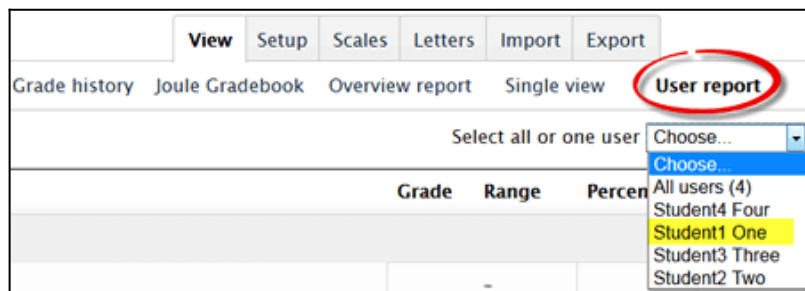 View Setup Scales Letters Import Export
Grade history Joule Gradebook Overview report Single view User report
Select all or one user Choose...
Choose...
All users (4)
Grade Range Percen
Student4 Four
Student1 One
Student3 Three
Student2 Two
-